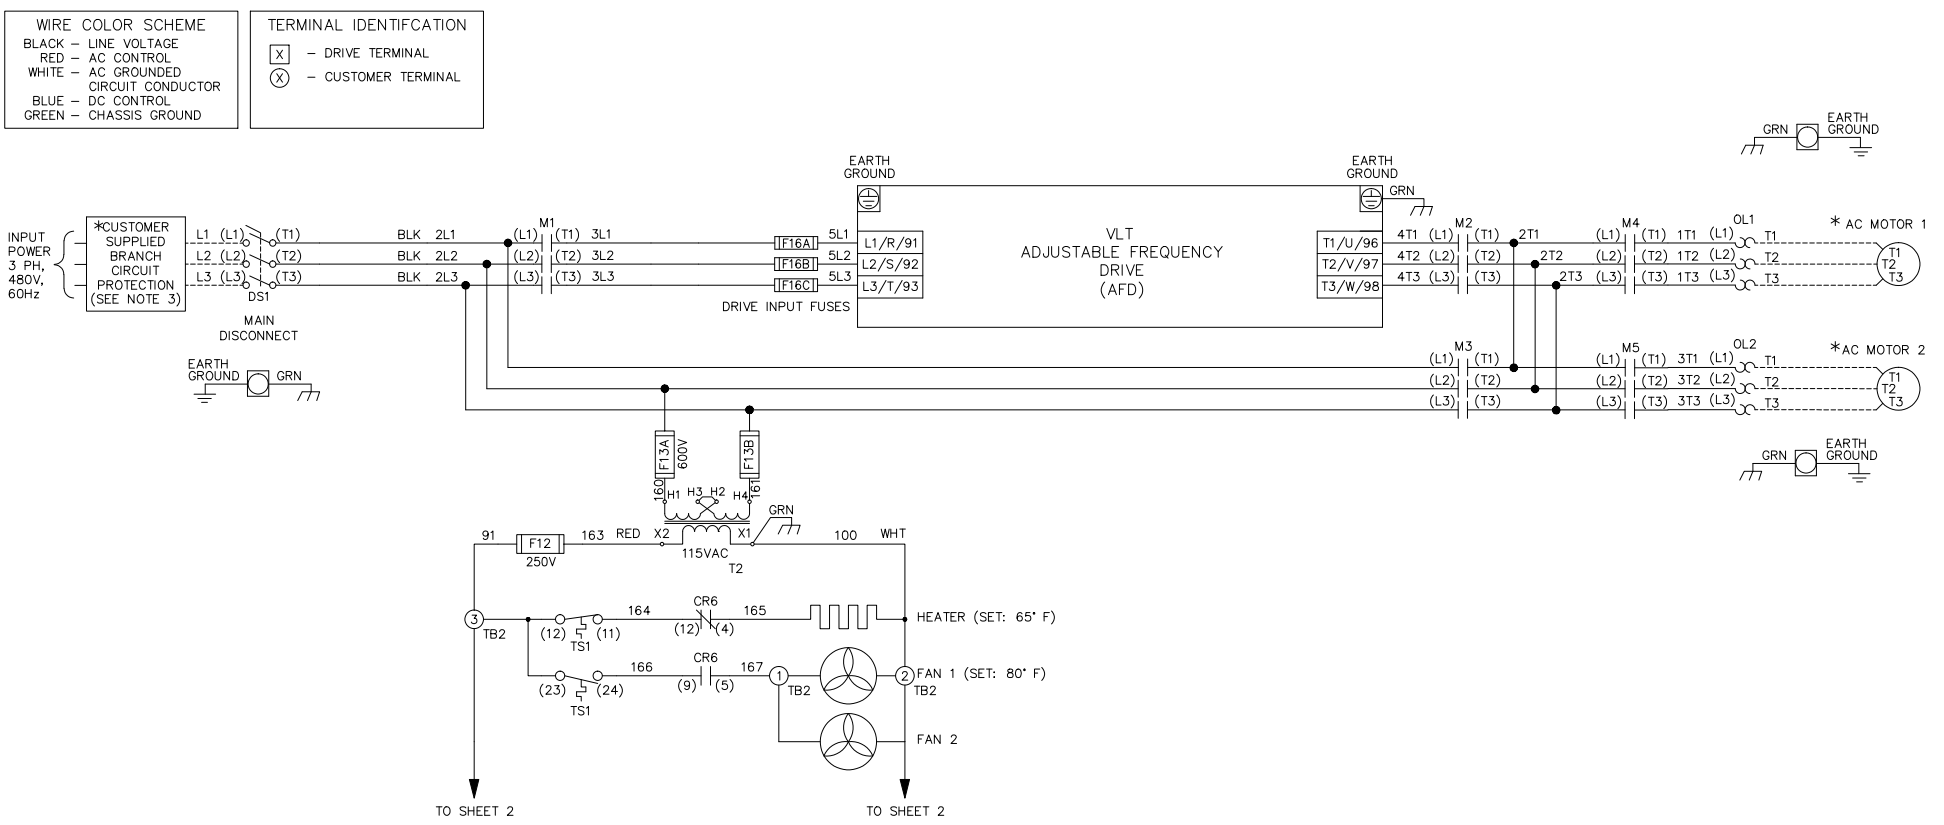 WIRE COLOR SCHEME
BLACK – LINE VOLTAGE
RED – AC CONTROL
WHITE – AC GROUNDED
CIRCUIT CONDUCTOR
BLUE – DC CONTROL
GREEN – CHASSIS GROUND
TERMINAL IDENTIFCATION
X – DRIVE TERMINAL
X – CUSTOMER TERMINAL
GRN EARTH
GROUND
EARTH
GROUND
EARTH
GROUND
GRN
INPUT
POWER
3 PH,
480V,
60Hz
*CUSTOMER
SUPPLIED
BRANCH
CIRCUIT
PROTECTION
(SEE NOTE 3)
L1 (L1) (T1) BLK 2L1 (L1) M1 (T1) 3L1 F16A 5L1 L1/R/91
L2 (L2) (T2) BLK 2L2 (L2) (T2) 3L2 F16B 5L2 L2/S/92
L3 (L3) (T3) BLK 2L3 (L3) (T3) 3L3 F16C 5L3 L3/T/93
DS1
MAIN
DISCONNECT
DRIVE INPUT FUSES
VLT
ADJUSTABLE FREQUENCY
DRIVE
(AFD)
T1/U/96 4T1 (L1) M2 (T1) 2T1 (L1) M4 (T1) 1T1 (L1) OL1 T1
T2/V/97 4T2 (L2) (T2) 2T2 (L2) (T2) 1T2 (L2) T2
T3/W/98 4T3 (L3) (T3) 2T3 (L3) (T3) 1T3 (L3) T3
* AC MOTOR 1
T1
T2
T3
EARTH
GROUND GRN
M3 M5 OL2
(L1) (T1) (L1) (T1) 3T1 (L1) T1
(L2) (T2) (L2) (T2) 3T2 (L2) T2
(L3) (T3) (L3) (T3) 3T3 (L3) T3
*AC MOTOR 2
T1
T2
T3
GRN EARTH
GROUND
F13A
600V
F13B
160
161
H1 H3 H2 H4
GRN
91 F12 163 RED X2 X1 100 WHT
250V
115VAC
T2
3
TB2
(12) (11)
TS1
164
CR6
(12) (4)
165
HEATER (SET: 65° F)
(23) (24)
TS1
166
CR6
(9) (5)
167
1
TB2
2
TB2
FAN 1 (SET: 80° F)
FAN 2
TO SHEET 2
TO SHEET 2